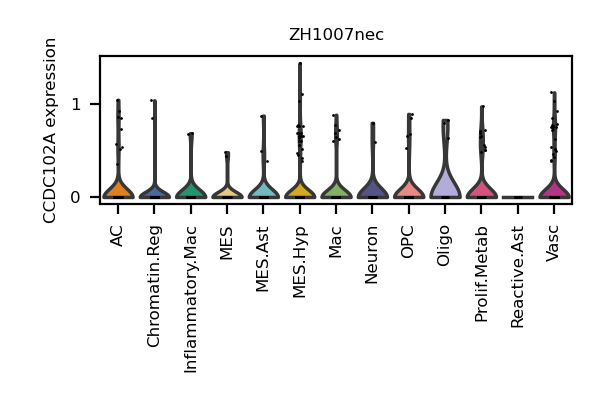 ZH1007nec
CCDC102A expression
1
0
AC
Chromatin.Reg
Inflammatory.Mac
MES
MES.Ast
MES.Hyp
Mac
Neuron
OPC
Oligo
Prolif.Metab
Reactive.Ast
Vasc